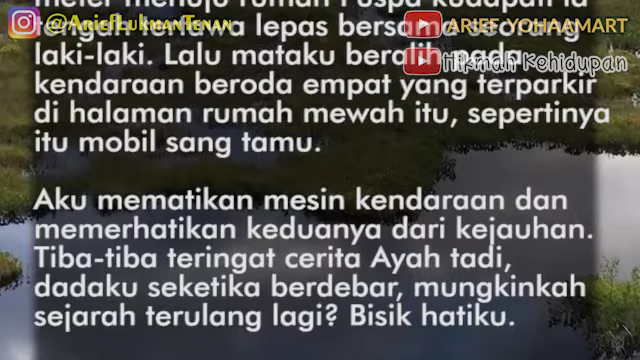 @AriefLukmanTenan
ARIEF YOHAAMART
Hikmah Kehidupan
meter menuju rumah Puspa kudapati ia
tertawa lepas bersama seorang
laki-laki. Lalu mataku beralih pada
kendaraan beroda empat yang terparkir
di halaman rumah mewah itu, sepertinya
itu mobil sang tamu.
Aku mematikan mesin kendaraan dan
memerhatikan keduanya dari kejauhan.
Tiba-tiba teringat cerita Ayah tadi,
dadaku seketika berdebar, mungkinkah
sejarah terulang lagi? Bisik hatiku.